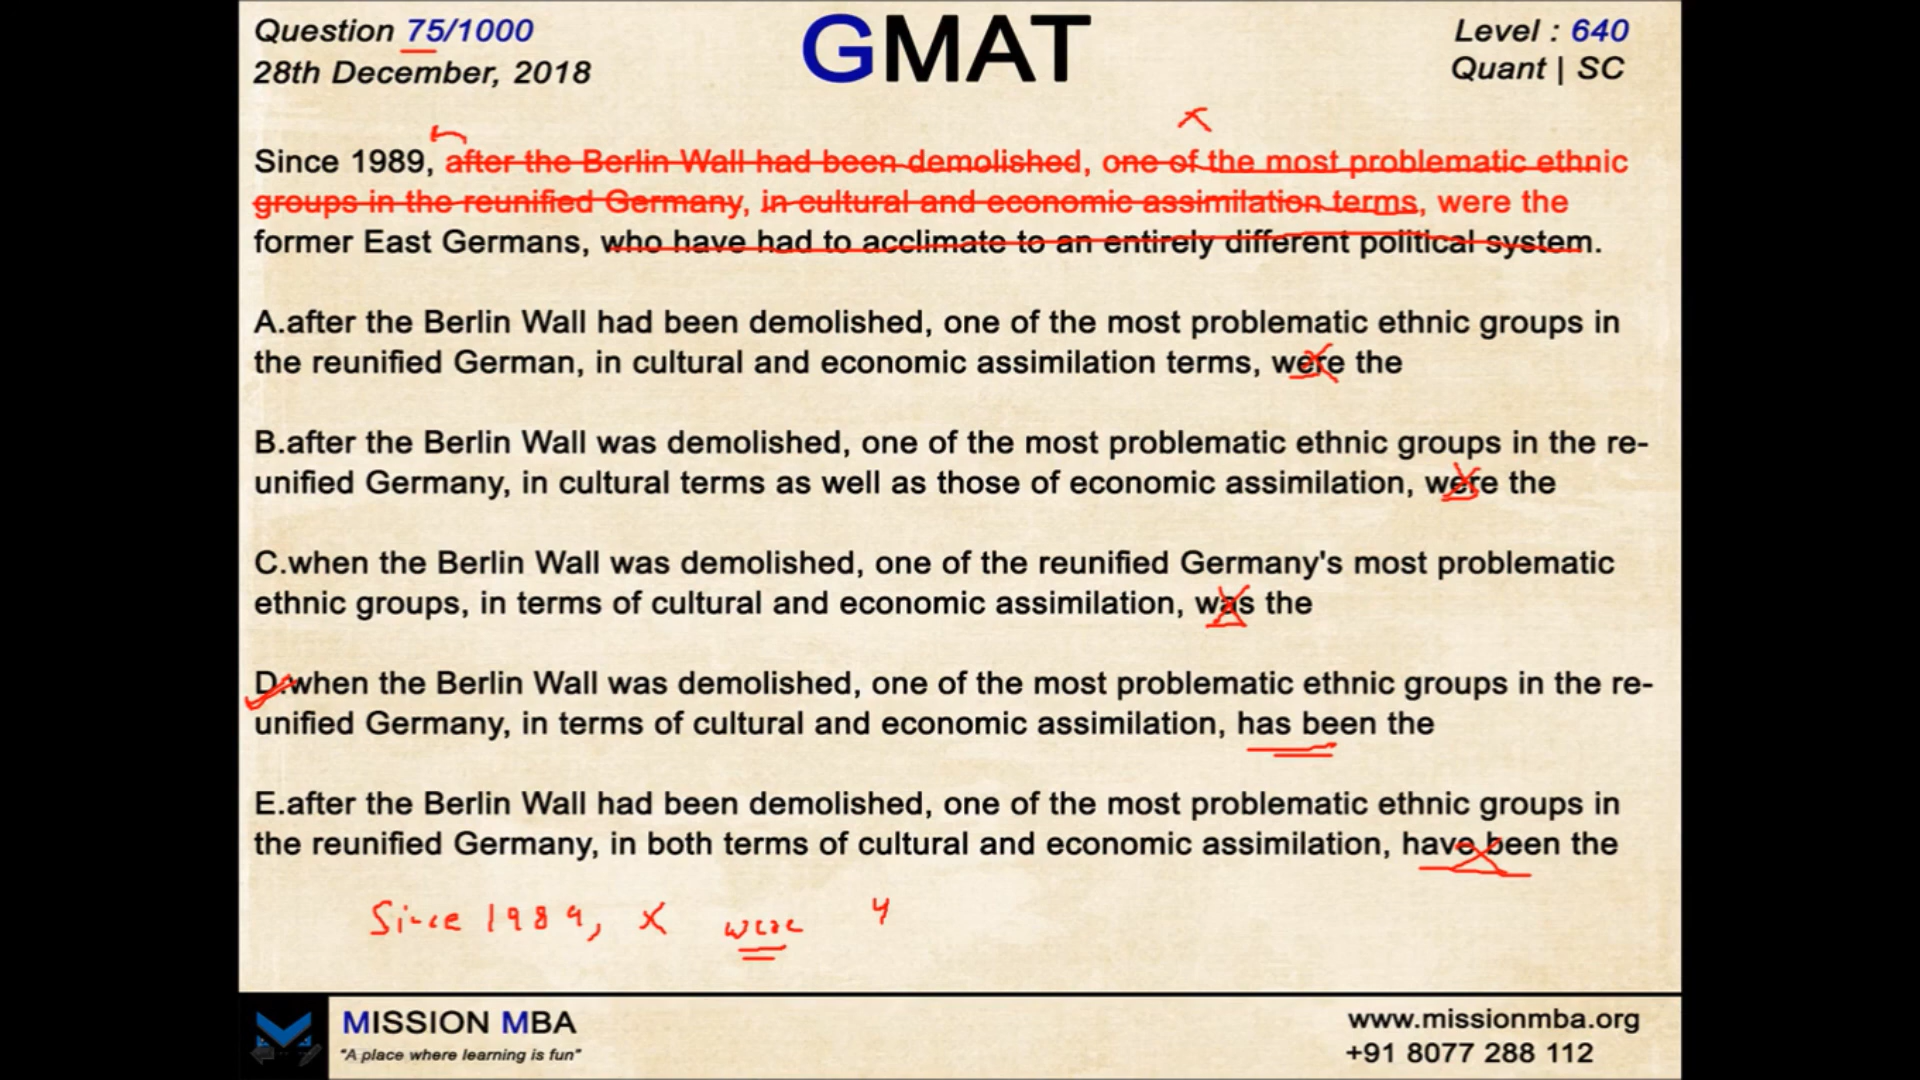 Question 75/1000
GMAT
Level : 640
28th December, 2018
Quant | SC
Since 1989, after the Berlin Wall had been demolished, one of the most problematic ethnic
groups in the reunified Germany, in cultural and economic assimilation terms, were the
former East Germans, who have had to acclimate to an entirely different political system.
A.after the Berlin Wall had been demolished, one of the most problematic ethnic groups in
the reunified German, in cultural and economic assimilation terms, were the
B.after the Berlin Wall was demolished, one of the most problematic ethnic groups in the re-
unified Germany, in cultural terms as well as those of economic assimilation, were the
C.when the Berlin Wall was demolished, one of the reunified Germany's most problematic
ethnic groups, in terms of cultural and economic assimilation, was the
D.when the Berlin Wall was demolished, one of the most problematic ethnic groups in the re-
unified Germany, in terms of cultural and economic assimilation, has been the
E.after the Berlin Wall had been demolished, one of the most problematic ethnic groups in
the reunified Germany, in both terms of cultural and economic assimilation, have been the
Since 1989, X were Y
MISSION MBA
"A place where learning is fun"
www.missionmba.org
+91 8077 288 112